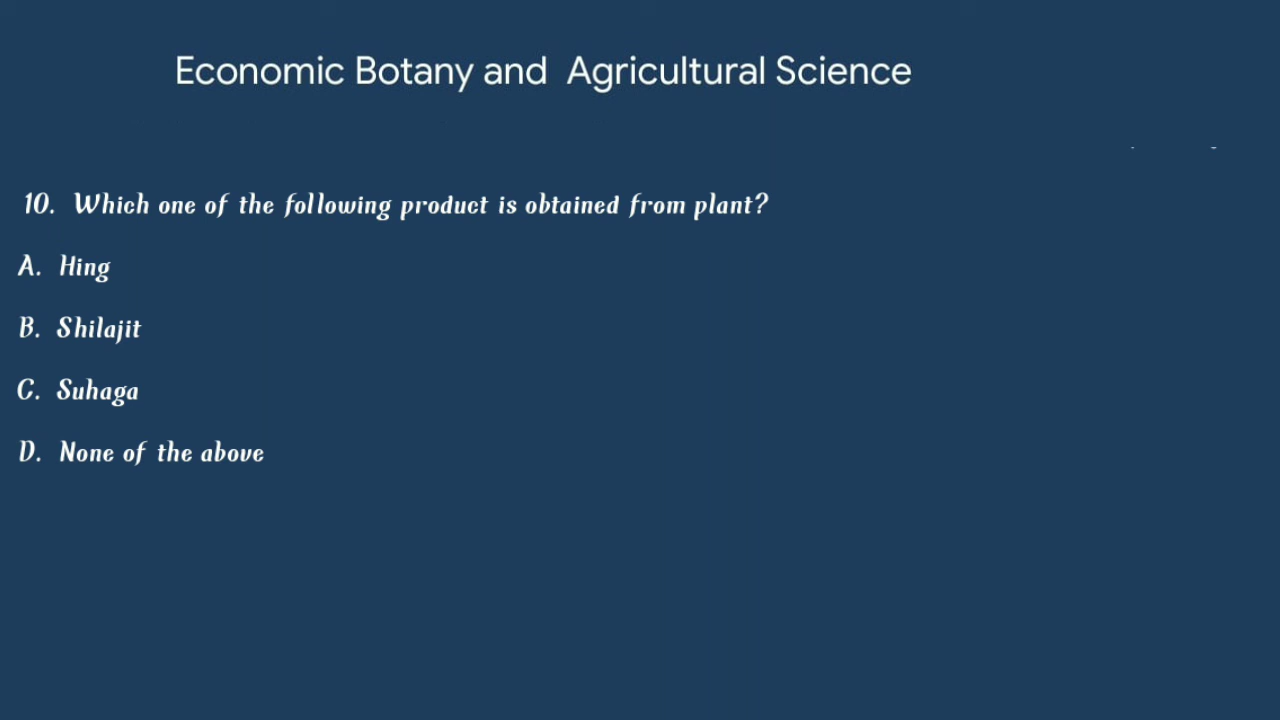 Economic Botany and Agricultural Science
10. Which one of the following product is obtained from plant?
A. Hing
B. Shilajit
C. Suhaga
D. None of the above